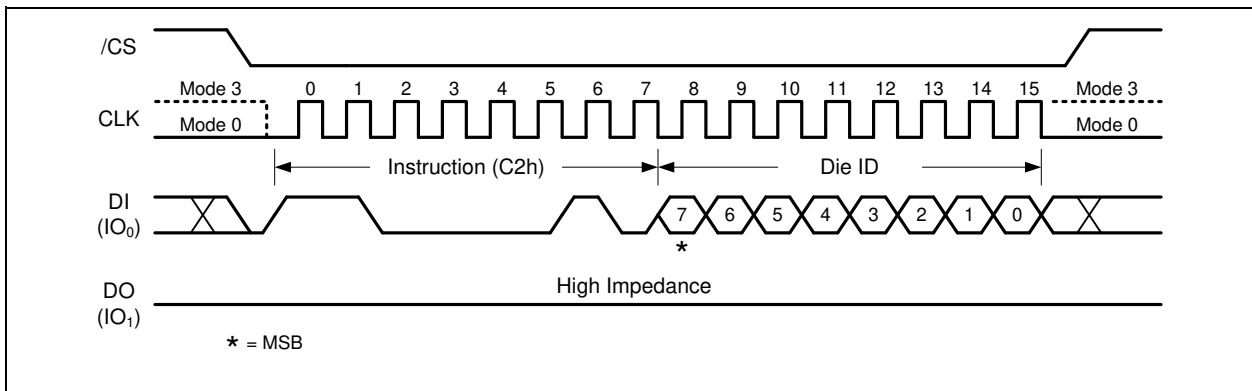 /CS
Mode 3 0 1 2 3 4 5 6 7 8 9 10 11 12 13 14 15 Mode 3
CLK
Mode 0 Mode 0
Instruction (C2h) Die ID
DI
(IO₀)
7 6 5 4 3 2 1 0
*
High Impedance
DO
(IO₁)
* = MSB